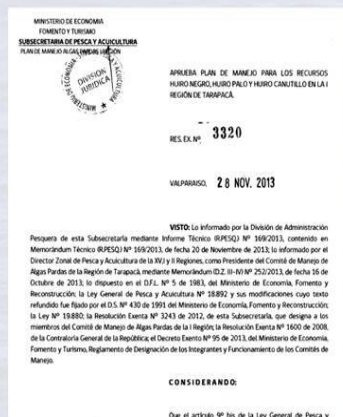 MINISTERIO DE ECONOMIA
FOMENTO Y TURISMO
SUBSECRETARIA DE PESCA Y ACUICULTURA
PLAN DE MANEJO ALGAS PARDAS I REGIÓN
DIVISION
JURIDICA
APRUEBA PLAN DE MANEJO PARA LOS RECURSOS
HUIRO NEGRO, HUIRO PALO Y HUIRO CANUTILLO EN LA I
REGIÓN DE TARAPACÁ.
RES. EX. Nº 3320
VALPARAISO, 28 NOV. 2013
VISTO: Lo informado por la División de Administración
Pesquera de esta Subsecretaría mediante Informe Técnico (R.PESQ.) Nº 169/2013, contenido en
Memorándum Técnico (R.PESQ.) Nº 169/2013, de fecha 20 de Noviembre de 2013; lo informado por el
Director Zonal de Pesca y Acuicultura de la XV, I y II Regiones, como Presidente del Comité de Manejo de
Algas Pardas de la Región de Tarapacá, mediante Memorándum (D.Z. III-IV) Nº 252/2013, de fecha 16 de
Octubre de 2013; lo dispuesto en el D.F.L. Nº 5 de 1983, del Ministerio de Economía, Fomento y
Reconstrucción; la Ley General de Pesca y Acuicultura Nº 18.892 y sus modificaciones cuyo texto
refundido fue fijado por el D.S. Nº 430 de 1991 del Ministerio de Economía, Fomento y Reconstrucción;
la Ley Nº 19.880; la Resolución Exenta Nº 3243 de 2012, de esta Subsecretaría, que designa a los
miembros del Comité de Manejo de Algas Pardas de la I Región; la Resolución Exenta Nº 1600 de 2008,
de la Contraloría General de la República; el Decreto Exento Nº 95 de 2013, del Ministerio de Economía,
Fomento y Turismo, Reglamento de Designación de los Integrantes y Funcionamiento de los Comités de
Manejo.
CONSIDERANDO:
Que el artículo 9º bis de la Ley General de Pesca y